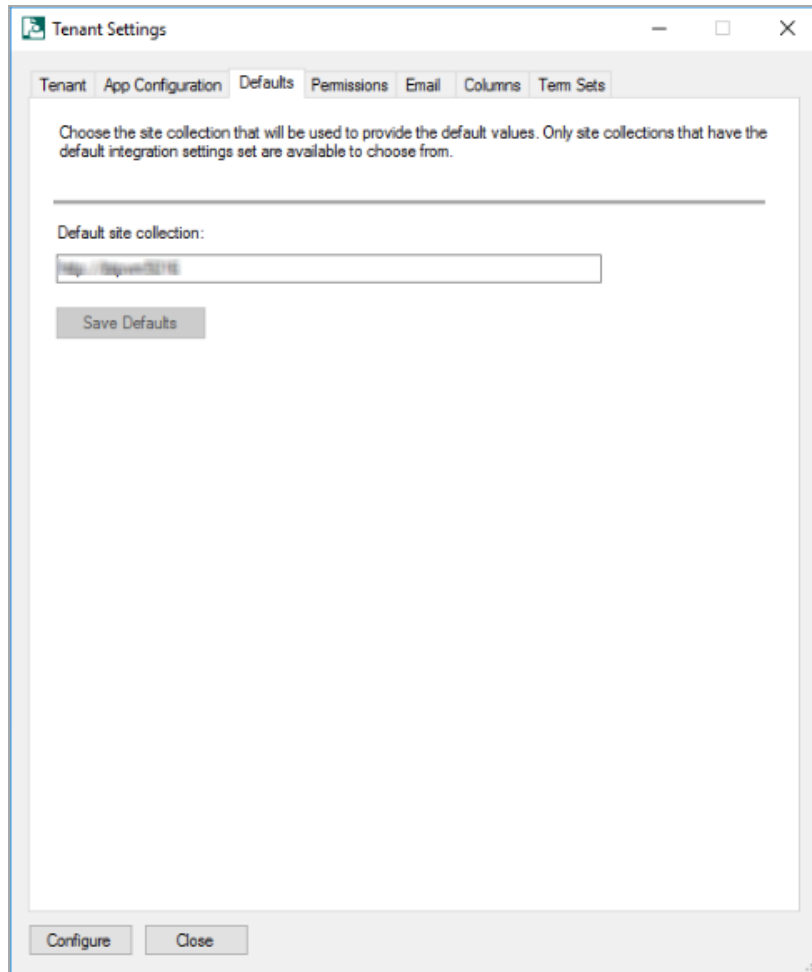 Tenant Settings
Tenant App Configuration Defaults Permissions Email Columns Term Sets
Choose the site collection that will be used to provide the default values. Only site collections that have the
default integration settings set are available to choose from.
Default site collection:
Save Defaults
Configure Close